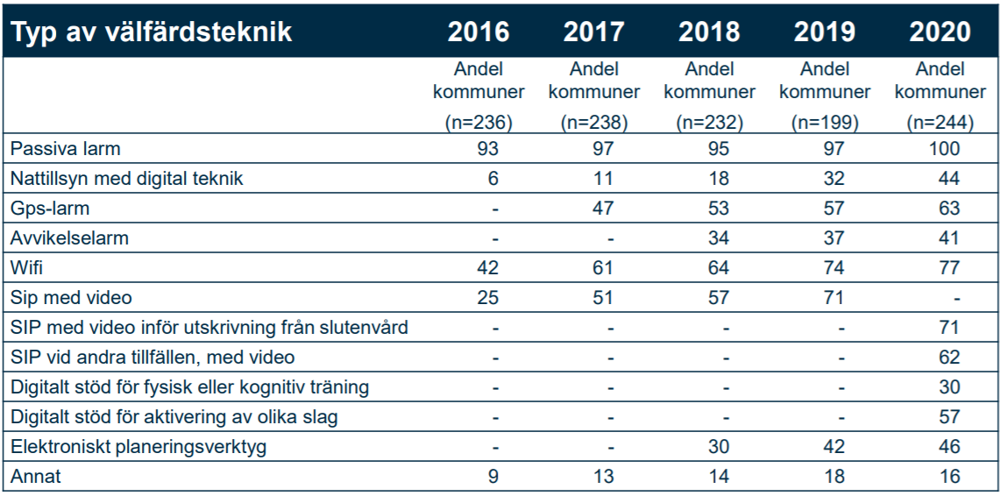 Typ av välfärdsteknik 2016 2017 2018 2019 2020
Andel Andel Andel Andel Andel
kommuner kommuner kommuner kommuner kommuner
(n=236) (n=238) (n=232) (n=199) (n=244)
Passiva larm 93 97 95 97 100
Nattillsyn med digital teknik 6 11 18 32 44
Gps-larm - 47 53 57 63
Avvikelselarm - - 34 37 41
Wifi 42 61 64 74 77
Sip med video 25 51 57 71 -
SIP med video inför utskrivning från slutenvård - - - - 71
SIP vid andra tillfällen, med video - - - - 62
Digitalt stöd för fysisk eller kognitiv träning - - - - 30
Digitalt stöd för aktivering av olika slag - - - - 57
Elektroniskt planeringsverktyg - - 30 42 46
Annat 9 13 14 18 16